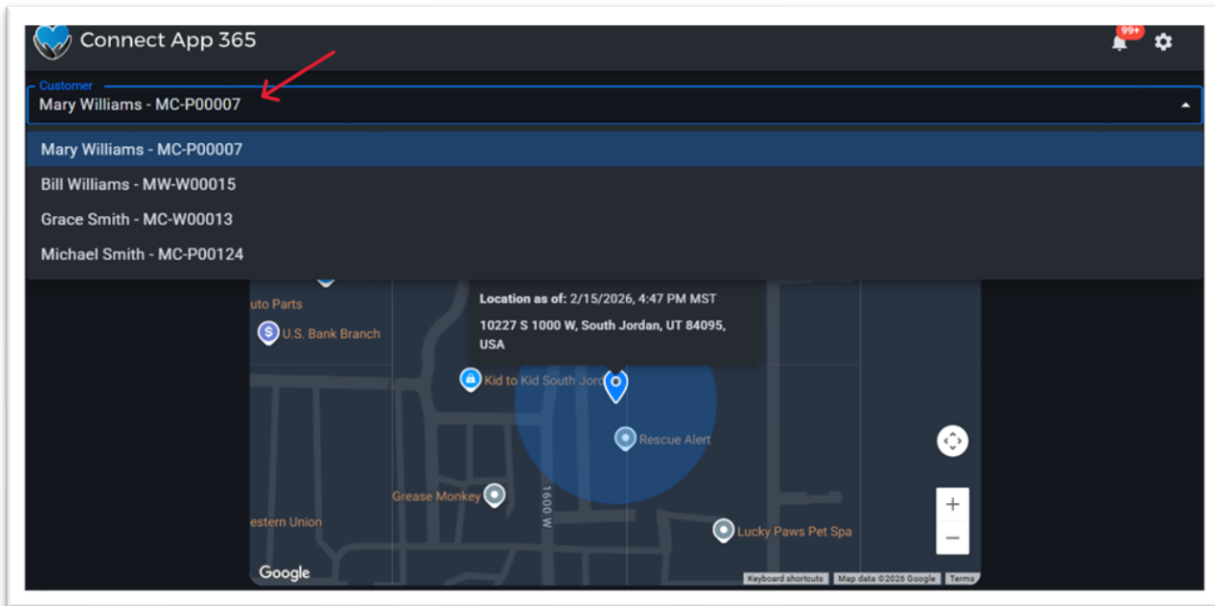 Connect App 365
99+
Customer
Mary Williams - MC-P00007
Mary Williams - MC-P00007
Bill Williams - MW-W00015
Grace Smith - MC-W00013
Michael Smith - MC-P00124
Location as of: 2/15/2026, 4:47 PM MST
10227 S 1000 W, South Jordan, UT 84095,
USA
uto Parts
U.S. Bank Branch
Kid to Kid South Jord
Rescue Alert
Grease Monkey
1600 W
estern Union
Lucky Paws Pet Spa
Google
Keyboard shortcuts
Map data ©2026 Google
Terms